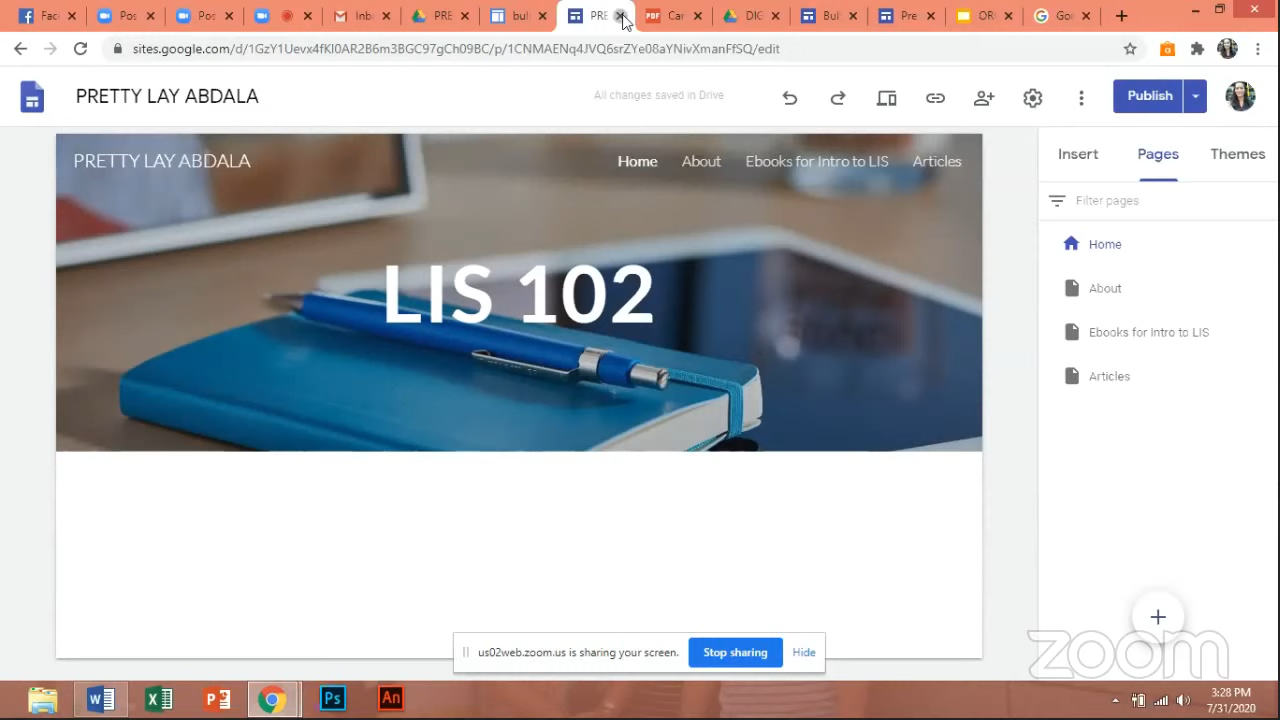 Fac Pos Pos Inb PRE bul PRE Car DIG Bul Pre OR Goo
sites.google.com/d/1GzY1Uevx4fKl0AR2B6m3BGC97gCh09BC/p/1CNMAENq4JVQ6srZYe08aYNivXmanFfSQ/edit
PRETTY LAY ABDALA
All changes saved in Drive
Publish
PRETTY LAY ABDALA
Home About Ebooks for Intro to LIS Articles
LIS 102
Insert Pages Themes
Filter pages
Home
About
Ebooks for Intro to LIS
Articles
us02web.zoom.us is sharing your screen. Stop sharing Hide
zoom
3:28 PM
7/31/2020